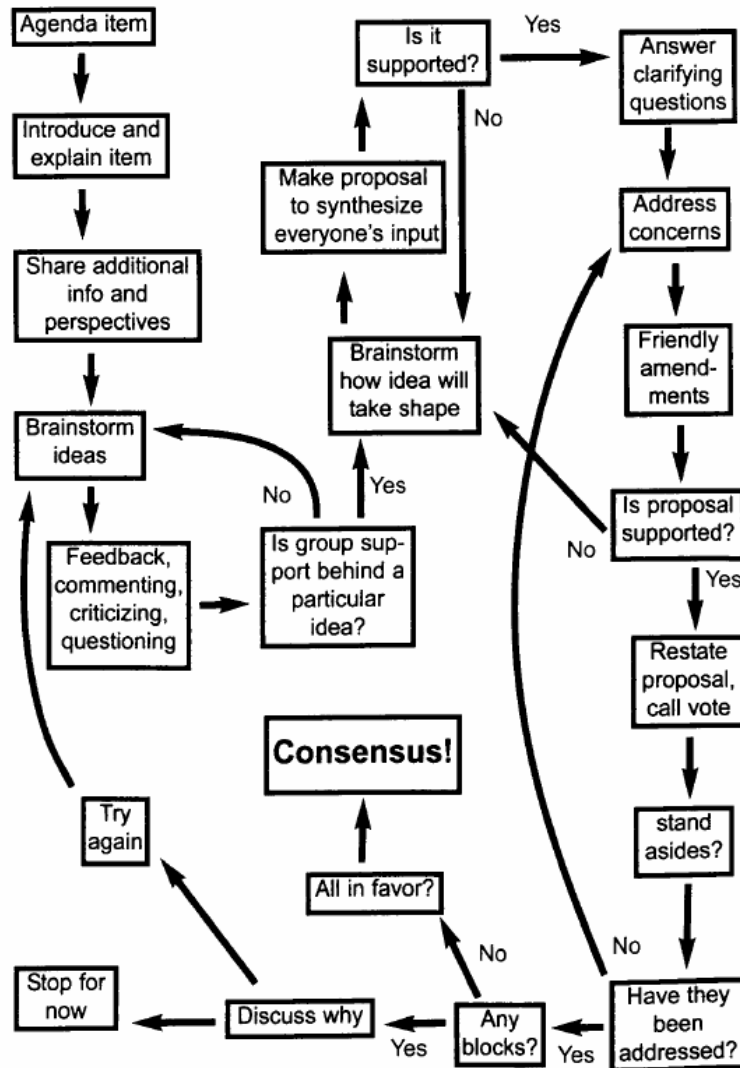 Agenda item
Introduce and
explain item
Share additional
info and
perspectives
Brainstorm
ideas
Feedback,
commenting,
criticizing,
questioning
Is group sup-
port behind a
particular
idea?
No
Yes
Brainstorm
how idea will
take shape
Make proposal
to synthesize
everyone's input
Is it
supported?
Yes
No
Answer
clarifying
questions
Address
concerns
Friendly
amend-
ments
Is proposal
supported?
No
Yes
Restate
proposal,
call vote
stand
asides?
Have they
been
addressed?
No
Yes
Any
blocks?
No
Yes
All in favor?
Consensus!
Discuss why
Try
again
Stop for
now